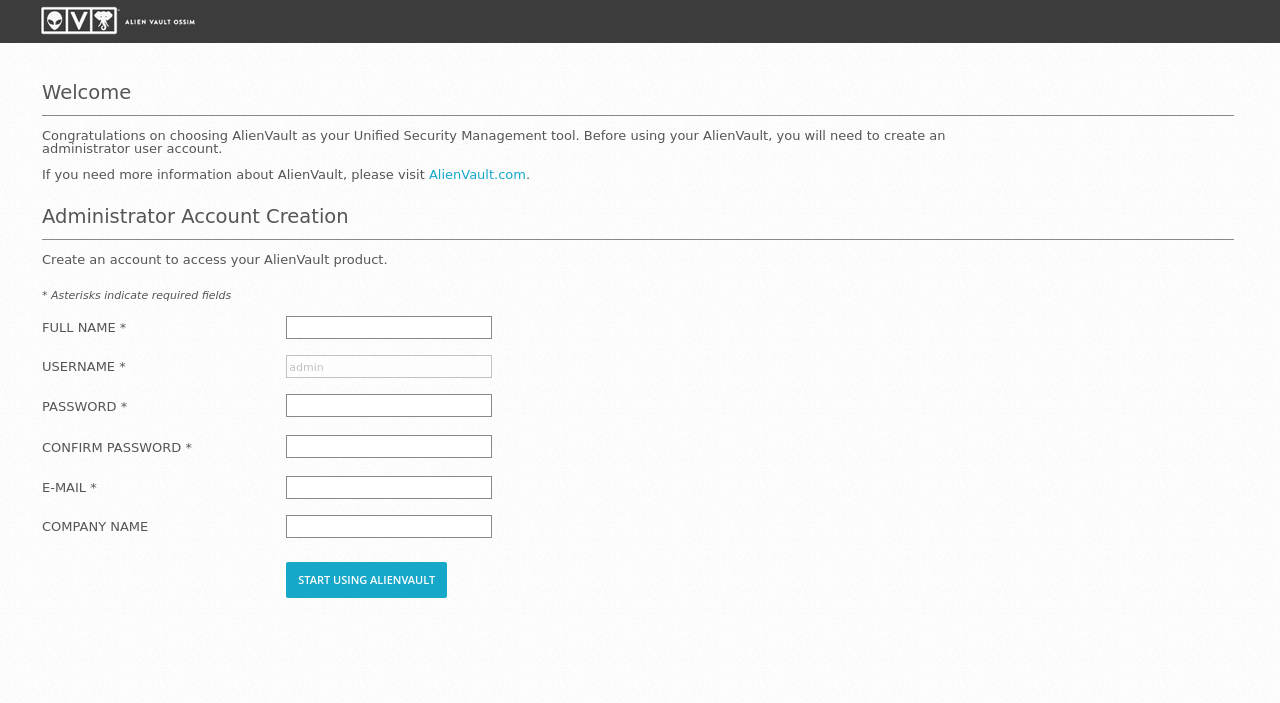 ALIEN VAULT OSSIM
Welcome
Congratulations on choosing AlienVault as your Unified Security Management tool. Before using your AlienVault, you will need to create an
administrator user account.
If you need more information about AlienVault, please visit AlienVault.com.
Administrator Account Creation
Create an account to access your AlienVault product.
* Asterisks indicate required fields
FULL NAME *
USERNAME * admin
PASSWORD *
CONFIRM PASSWORD *
E-MAIL *
COMPANY NAME
START USING ALIENVAULT